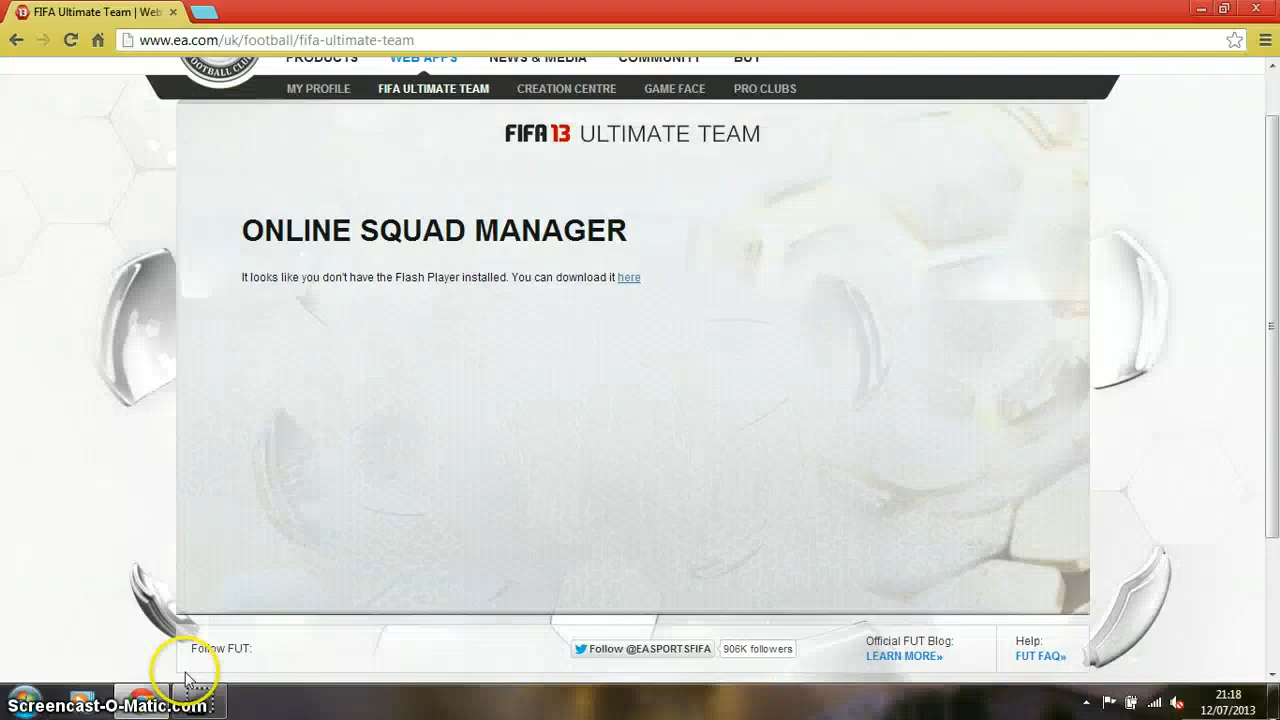 FIFA Ultimate Team | Web
www.ea.com/uk/football/fifa-ultimate-team
FOOTBALL CLUB
PRODUCTS WEB APPS NEWS & MEDIA COMMUNITY BUY
MY PROFILE FIFA ULTIMATE TEAM CREATION CENTRE GAME FACE PRO CLUBS
FIFA 13 ULTIMATE TEAM
ONLINE SQUAD MANAGER
It looks like you don't have the Flash Player installed. You can download it here
Follow FUT:
Follow @EASPORTSFIFA 906K followers
Official FUT Blog:
LEARN MORE»
Help:
FUT FAQ»
Screencast-O-Matic.com
21:18
12/07/2013